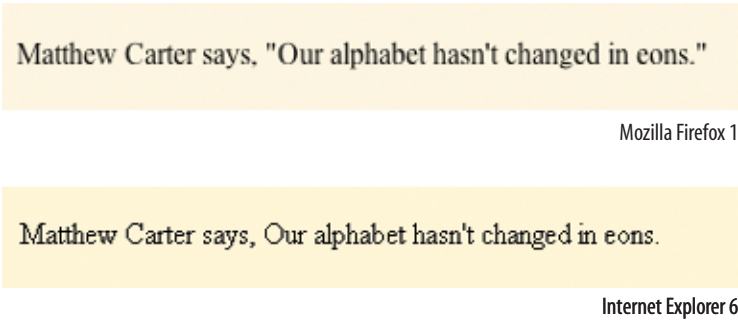 Matthew Carter says, "Our alphabet hasn't changed in eons."
Mozilla Firefox 1
Matthew Carter says, Our alphabet hasn't changed in eons.
Internet Explorer 6